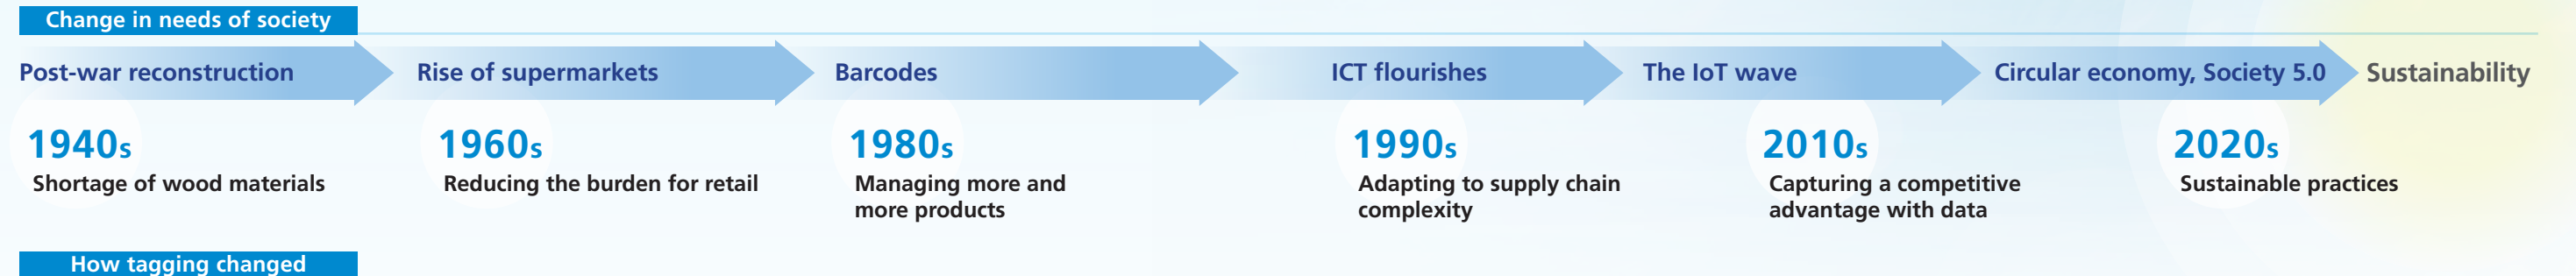 Change in needs of society
Post-war reconstruction
Rise of supermarkets
Barcodes
ICT flourishes
The IoT wave
Circular economy, Society 5.0
Sustainability
1940s
Shortage of wood materials
1960s
Reducing the burden for retail
1980s
Managing more and
more products
1990s
Adapting to supply chain
complexity
2010s
Capturing a competitive
advantage with data
2020s
Sustainable practices
How tagging changed